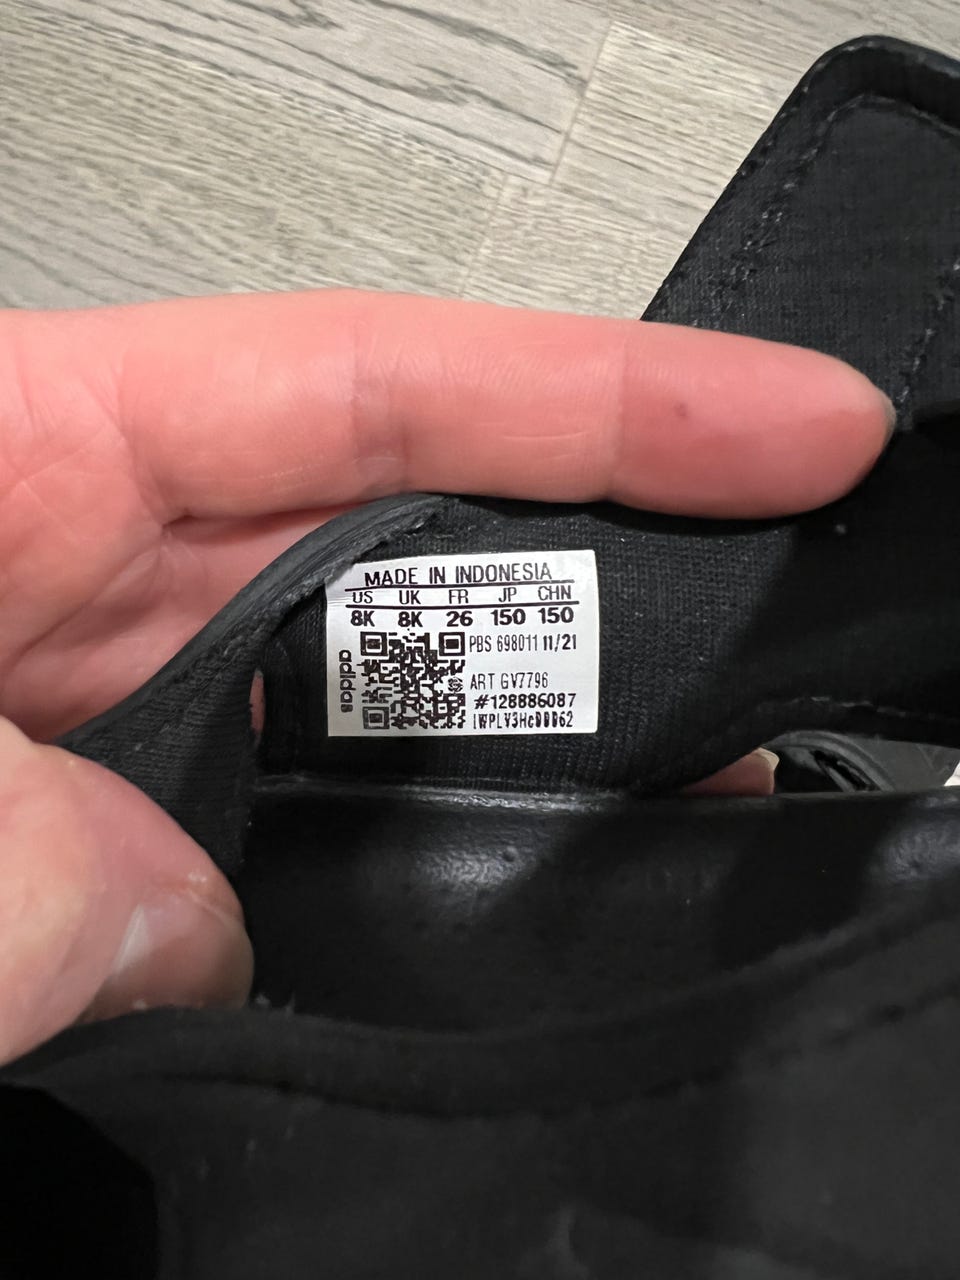 MADE IN INDONESIA
US UK FR JP CHN
8K 8K 26 150 150
adidas
PBS 698011 11/21
ART GV7796
#128886087